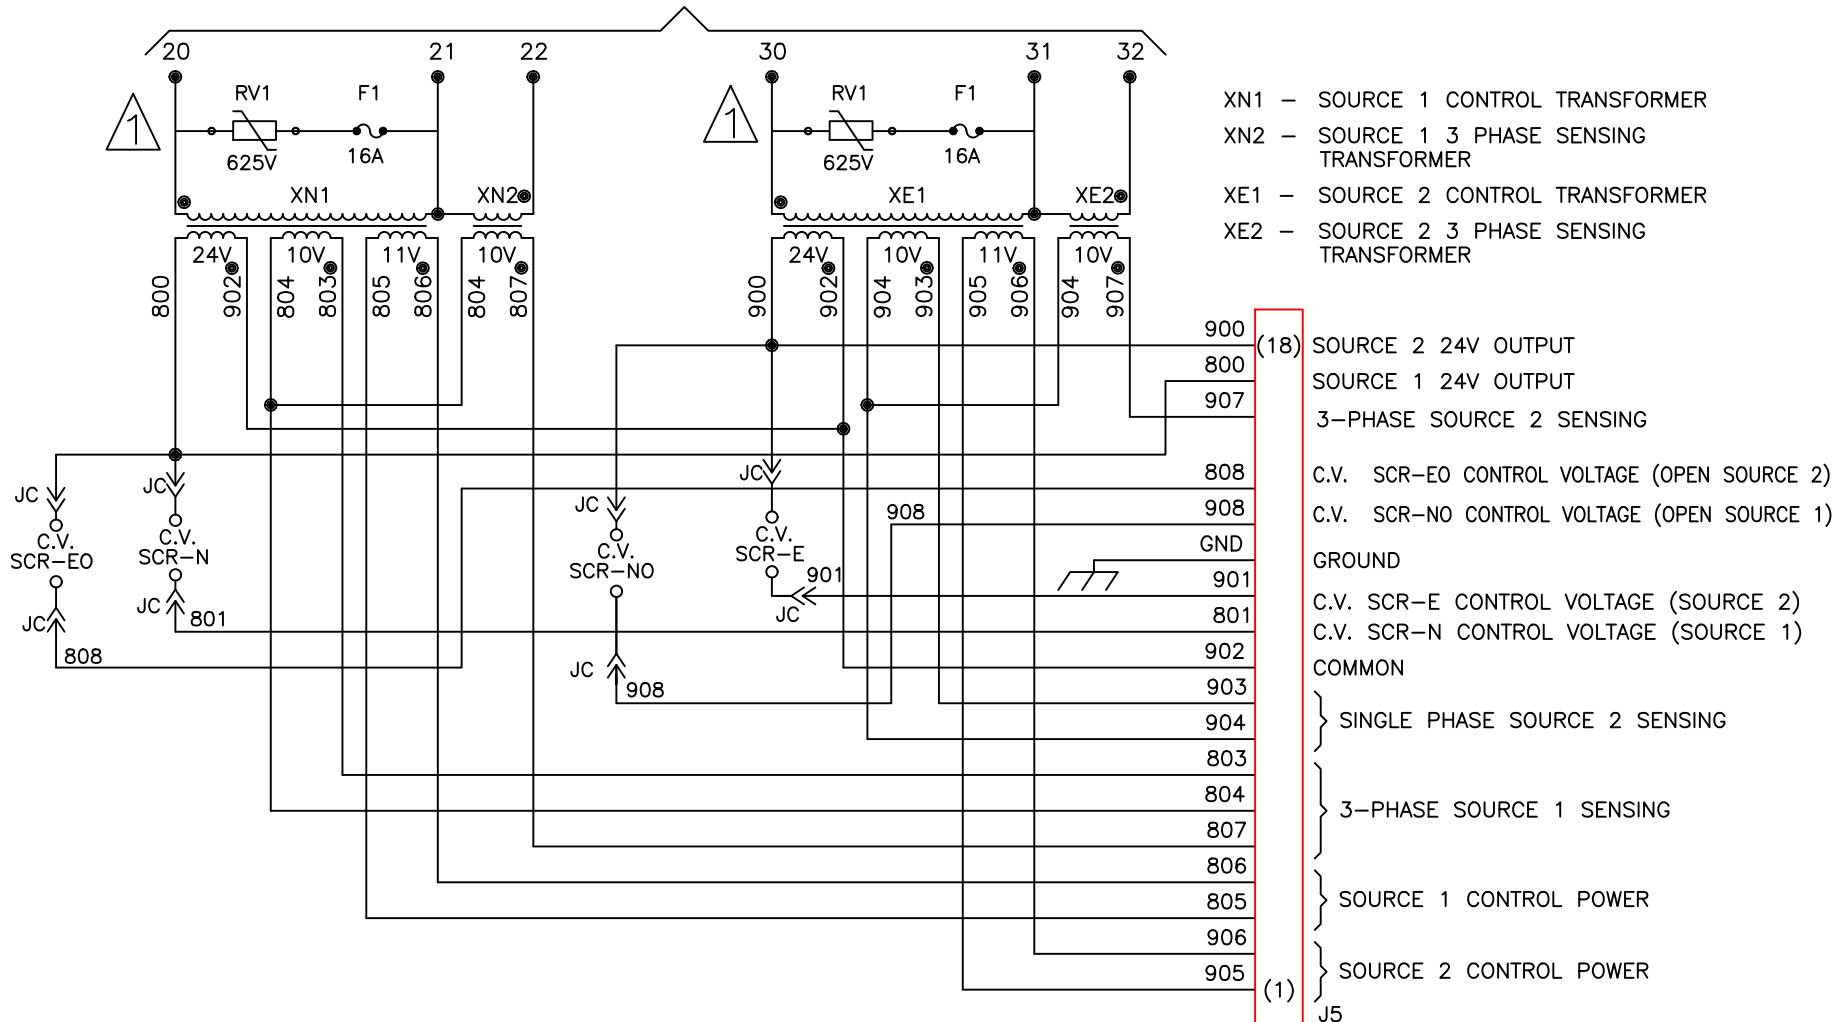 20 21 22 30 31 32
RV1 F1 RV1 F1
1 1
625V 16A 625V 16A
XN1 XN2 XE1 XE2
24V 10V 11V 10V 24V 10V 11V 10V
800 902 804 803 805 806 804 807 900 902 904 903 905 906 904 907
XN1 – SOURCE 1 CONTROL TRANSFORMER
XN2 – SOURCE 1 3 PHASE SENSING
TRANSFORMER
XE1 – SOURCE 2 CONTROL TRANSFORMER
XE2 – SOURCE 2 3 PHASE SENSING
TRANSFORMER
900 (18) SOURCE 2 24V OUTPUT
800 SOURCE 1 24V OUTPUT
907 3–PHASE SOURCE 2 SENSING
808 C.V. SCR–EO CONTROL VOLTAGE (OPEN SOURCE 2)
908 C.V. SCR–NO CONTROL VOLTAGE (OPEN SOURCE 1)
GND GROUND
901 C.V. SCR–E CONTROL VOLTAGE (SOURCE 2)
801 C.V. SCR–N CONTROL VOLTAGE (SOURCE 1)
902 COMMON
903
SINGLE PHASE SOURCE 2 SENSING
904
803
804 3–PHASE SOURCE 1 SENSING
807
806
SOURCE 1 CONTROL POWER
805
906
SOURCE 2 CONTROL POWER
905 (1)
J5
JC
C.V.
SCR–EO
JC
808
JC
C.V.
SCR–N
JC
801
JC
C.V.
SCR–NO
JC
908
908
JC
C.V.
SCR–E
901
JC